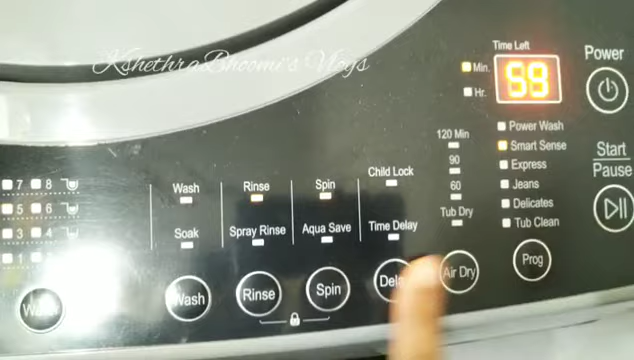 KshethraBhoomi's Vlogs
Time Left
Min.
Hr.
58
Power
Power Wash
Smart Sense
Express
Jeans
Delicates
Tub Clean
Start
Pause
120 Min
90
60
Tub Dry
Child Lock
Time Delay
Spin
Aqua Save
Rinse
Spray Rinse
Wash
Soak
7 8
5 6
3 4
1
Wash
Rinse
Spin
Air Dry
Prog